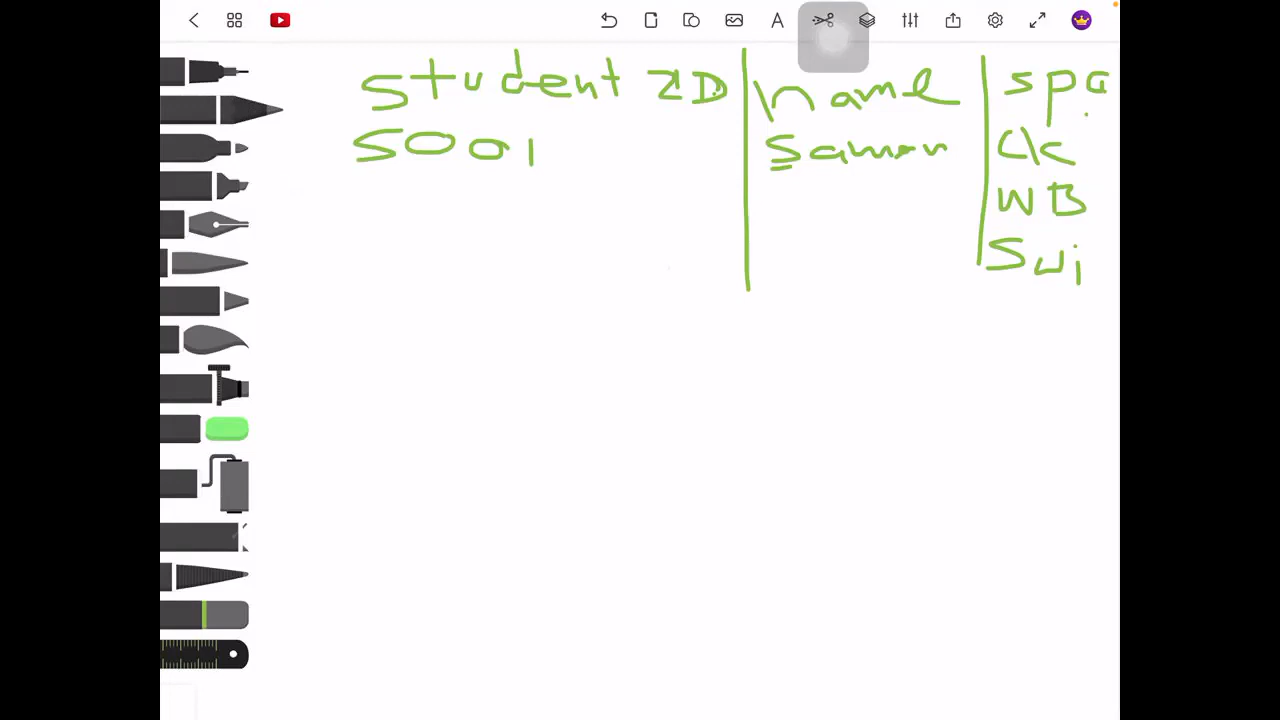 Student ID | name | spo
S001 | Saman | CK
WB
Swi